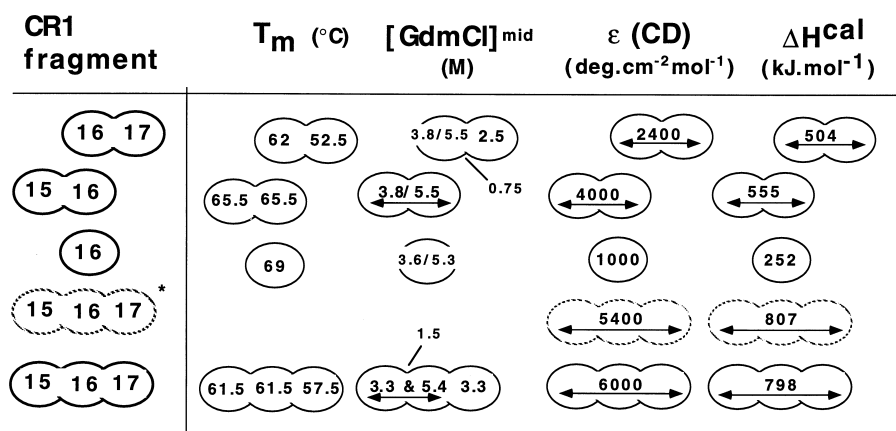 CR1 fragment
T_m (°C)
[GdmCl]^mid (M)
ε (CD) (deg.cm⁻²mol⁻¹)
ΔH^cal (kJ.mol⁻¹)
16 17
62 52.5
3.8/5.5 2.5
0.75
2400
504
15 16
65.5 65.5
3.8/ 5.5
4000
555
16
69
3.6/5.3
1000
252
15 16 17 *
5400
807
15 16 17
61.5 61.5 57.5
1.5
3.3 & 5.4 3.3
6000
798